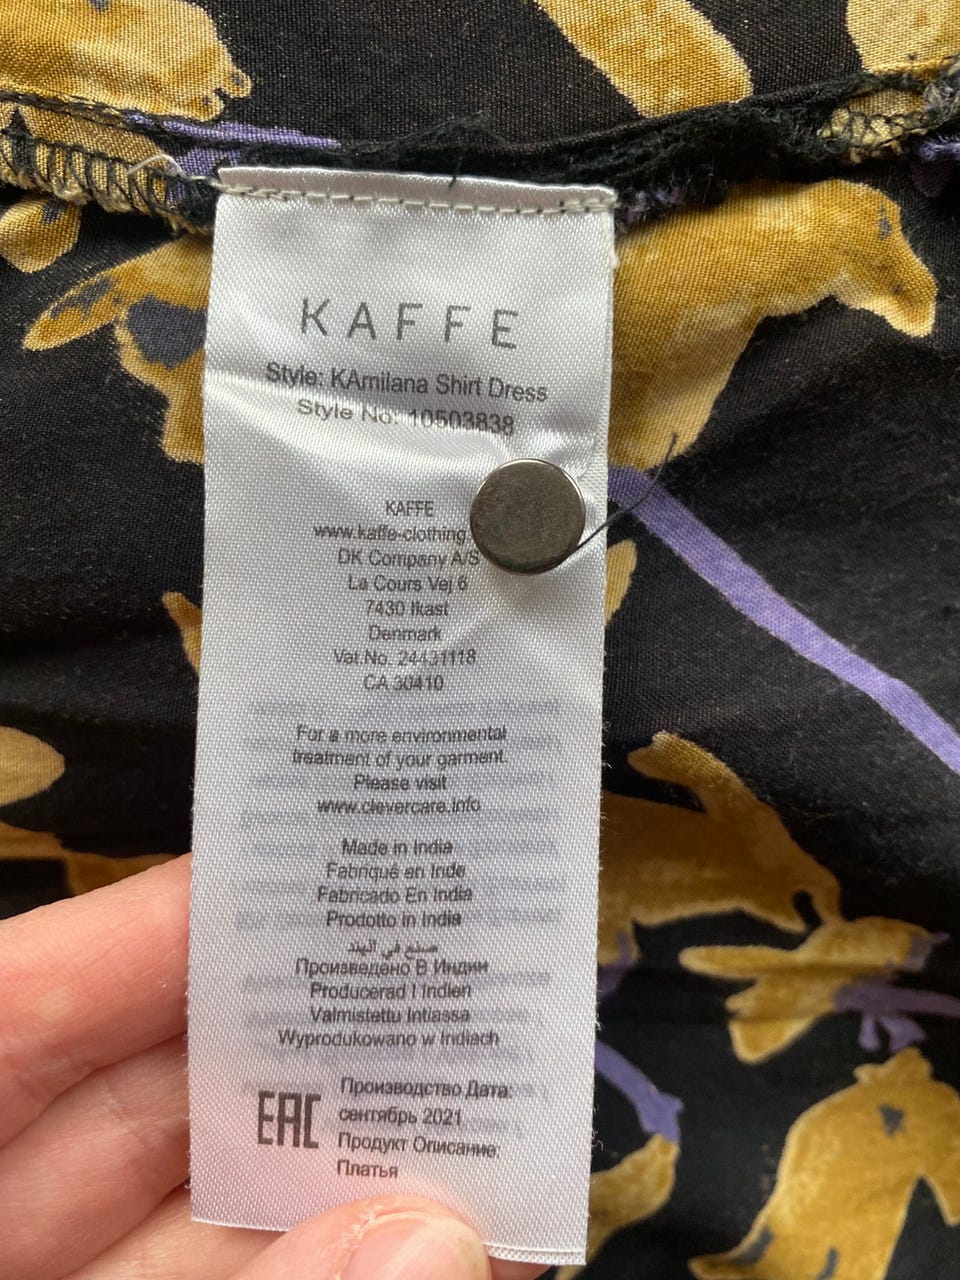 KAFFE
Style: KAmilana Shirt Dress
Style No: 10503838
KAFFE
www.kaffe-clothing.
DK Company A/S
La Cours Vej 6
7430 Ikast
Denmark
Vat.No. 24431118
CA 30410
For a more environmental
treatment of your garment.
Please visit
www.clevercare.info
Made in India
Fabriqué en Inde
Fabricado En India
Prodotto in India
صنع في الهند
Произведено В Индии
Producerad I Indien
Valmistettu Intiassa
Wyprodukowano w Indiach
EAC
Производство Дата:
сентябрь 2021
Продукт Описание:
Платья